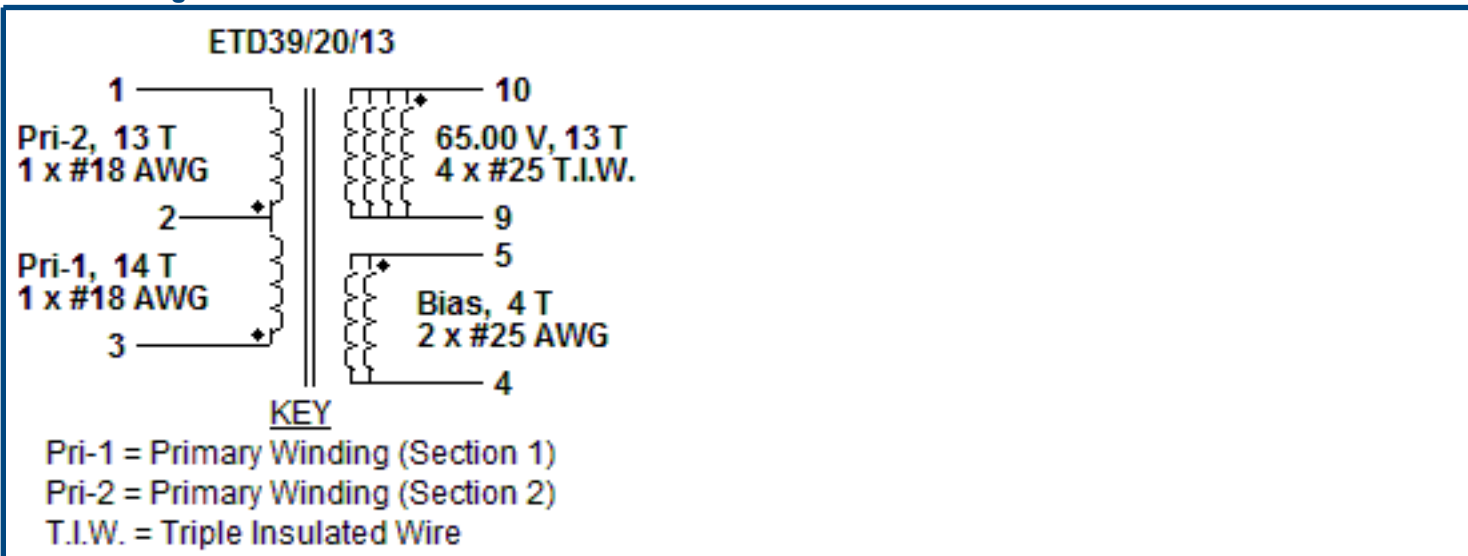 ETD39/20/13
1
Pri-2, 13 T
1 x #18 AWG
2
Pri-1, 14 T
1 x #18 AWG
3
10
65.00 V, 13 T
4 x #25 T.I.W.
9
5
Bias, 4 T
2 x #25 AWG
4
KEY
Pri-1 = Primary Winding (Section 1)
Pri-2 = Primary Winding (Section 2)
T.I.W. = Triple Insulated Wire